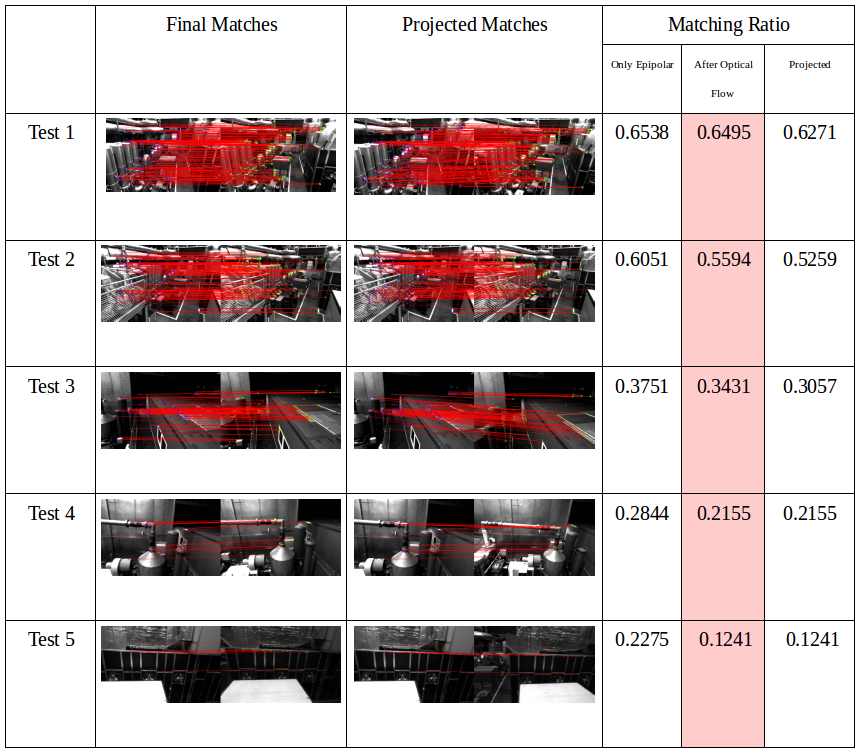 Final Matches Projected Matches Matching Ratio
Only Epipolar After Optical Projected
Flow
Test 1 0.6538 0.6495 0.6271
Test 2 0.6051 0.5594 0.5259
Test 3 0.3751 0.3431 0.3057
Test 4 0.2844 0.2155 0.2155
Test 5 0.2275 0.1241 0.1241